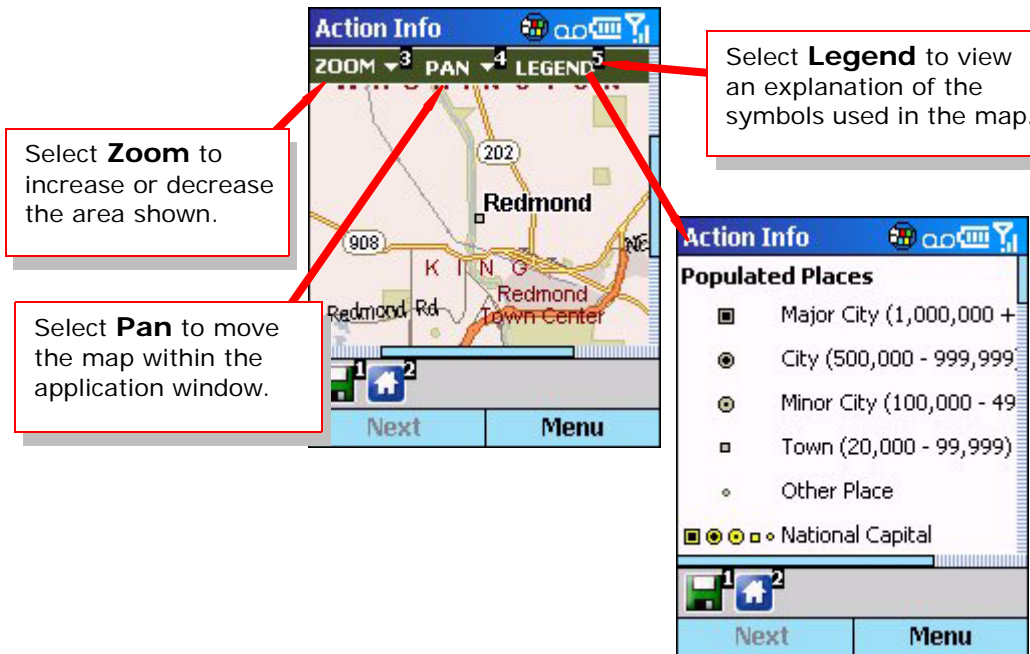 Action Info
ZOOM 3 PAN 4 LEGEND 5
WASHINGTON
202
Redmond
908
KING
Redmond
Town Center
Redmond Rd
1 2
Next Menu
Select Zoom to
increase or decrease
the area shown.
Select Pan to move
the map within the
application window.
Select Legend to view
an explanation of the
symbols used in the map.
Action Info
Populated Places
Major City (1,000,000 +
City (500,000 - 999,999)
Minor City (100,000 - 49
Town (20,000 - 99,999)
Other Place
National Capital
1 2
Next Menu